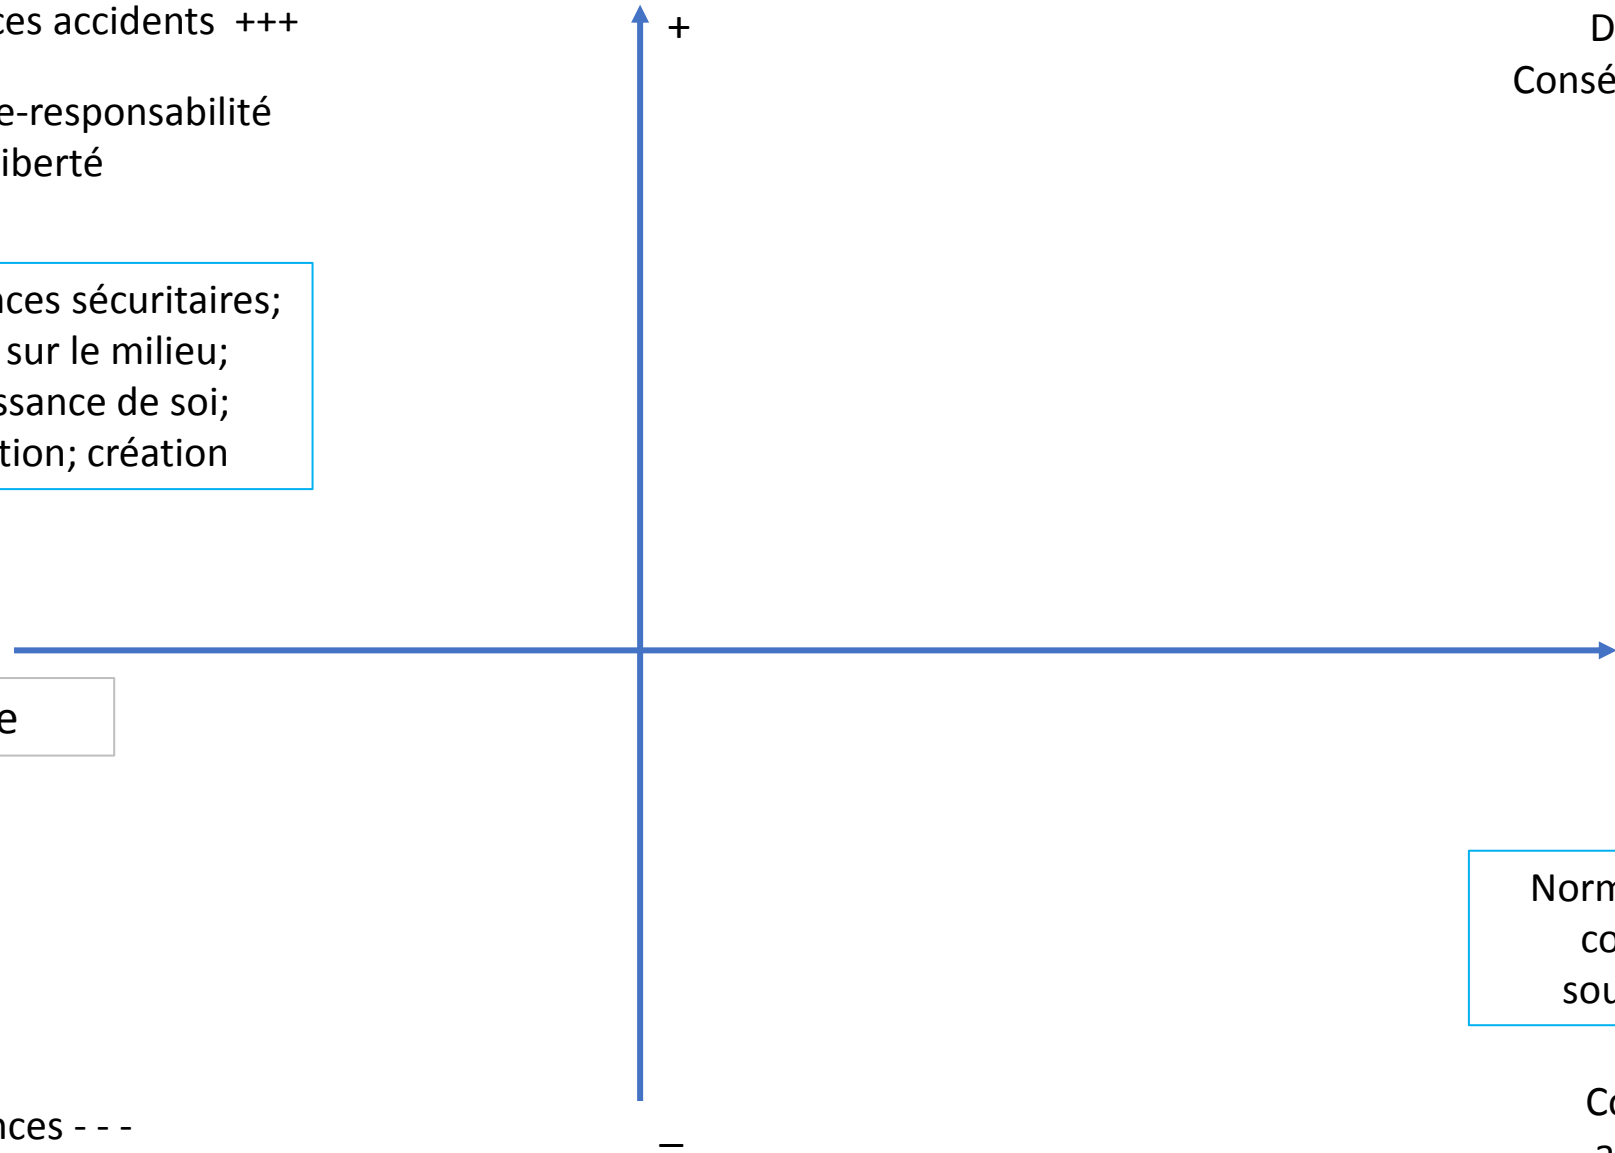 ces accidents +++
e-responsabilité
iberté
nces sécuritaires;
sur le milieu;
ssance de soi;
tion; création
e
nces - - -
+
–
D
Consé
Norm
co
sou
Co
a